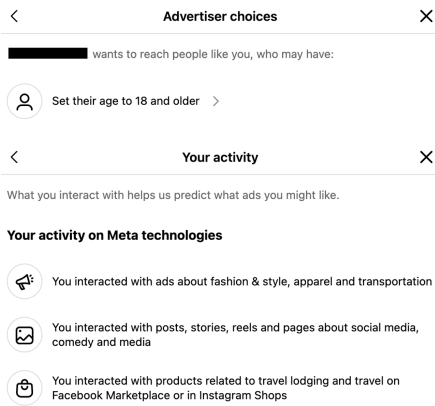 Advertiser choices
wants to reach people like you, who may have:
Set their age to 18 and older
Your activity
What you interact with helps us predict what ads you might like.
Your activity on Meta technologies
You interacted with ads about fashion & style, apparel and transportation
You interacted with posts, stories, reels and pages about social media,
comedy and media
You interacted with products related to travel lodging and travel on
Facebook Marketplace or in Instagram Shops